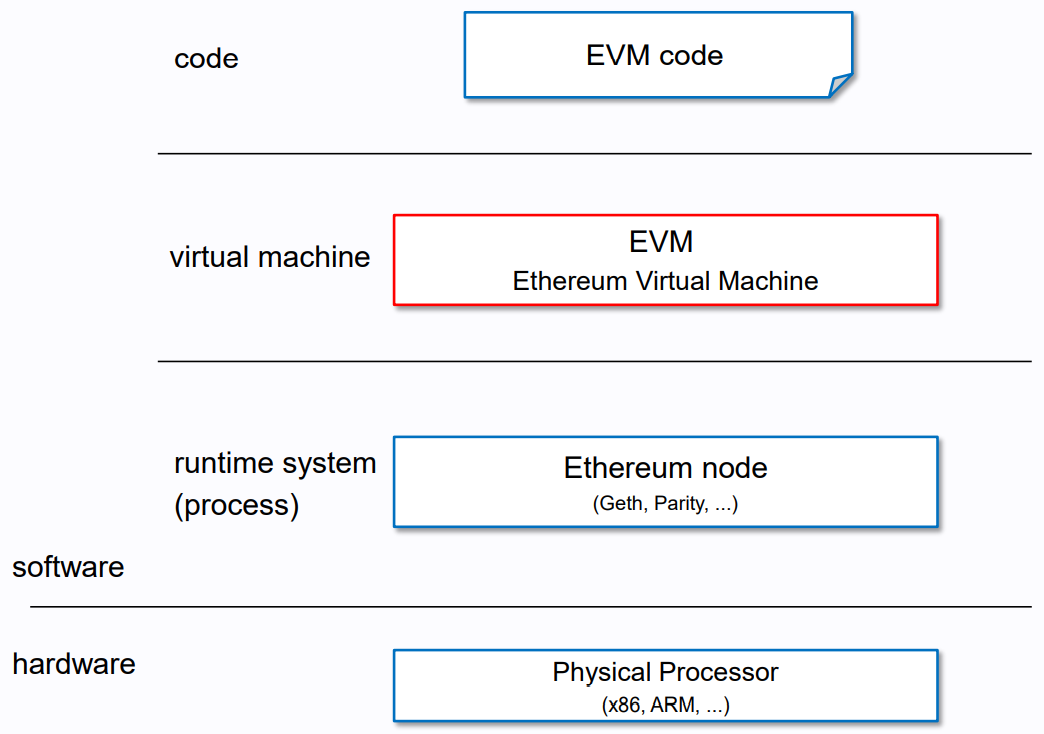 code
EVM code
virtual machine
EVM
Ethereum Virtual Machine
runtime system
(process)
Ethereum node
(Geth, Parity, ...)
software
hardware
Physical Processor
(x86, ARM, ...)